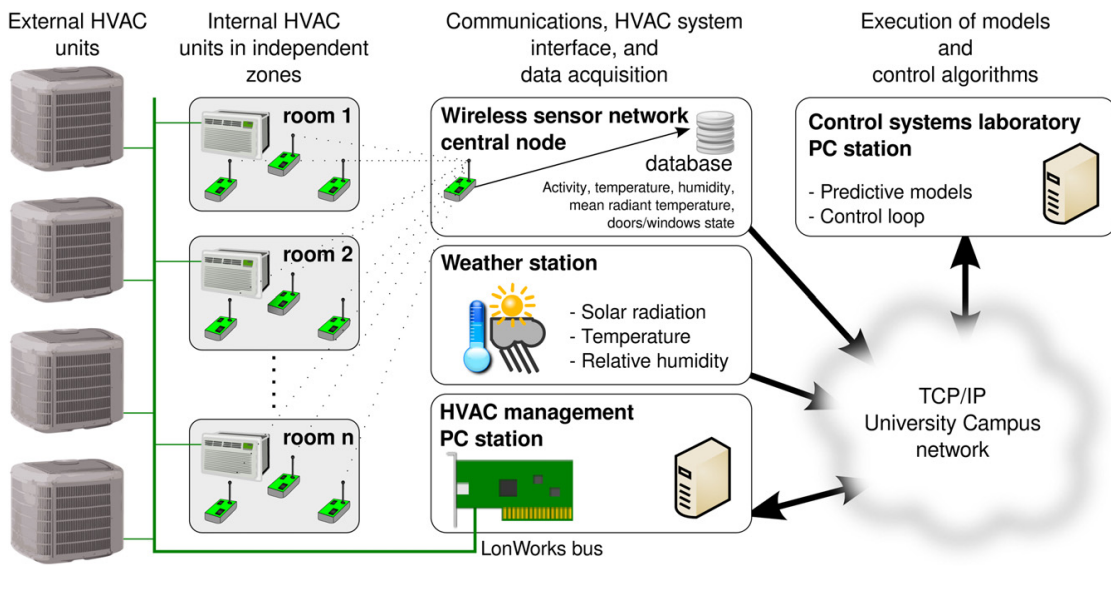 External HVAC
units
Internal HVAC
units in independent
zones
Communications, HVAC system
interface, and
data acquisition
Execution of models
and
control algorithms
room 1
room 2
room n
Wireless sensor network
central node
database
Activity, temperature, humidity,
mean radiant temperature,
doors/windows state
Weather station
- Solar radiation
- Temperature
- Relative humidity
HVAC management
PC station
LonWorks bus
Control systems laboratory
PC station
- Predictive models
- Control loop
TCP/IP
University Campus
network